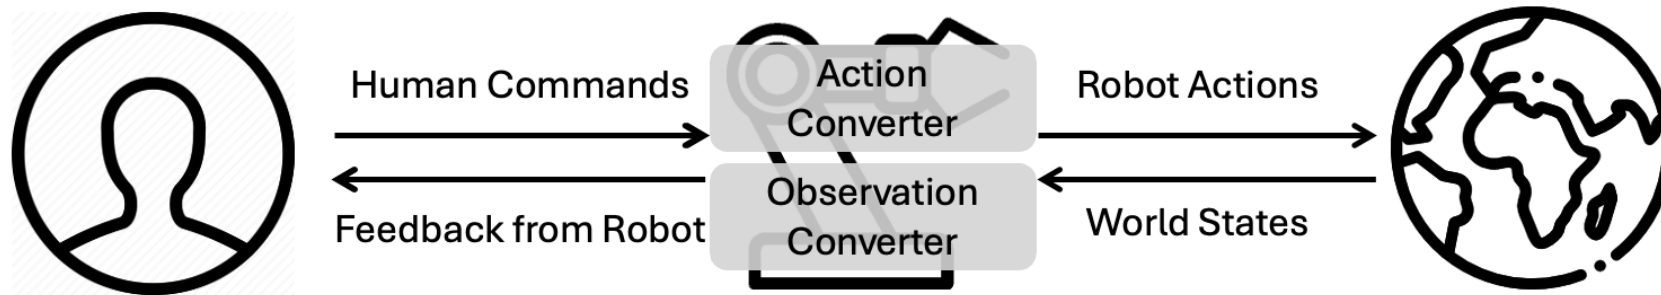 Human Commands
Action
Converter
Robot Actions
Feedback from Robot
Observation
Converter
World States